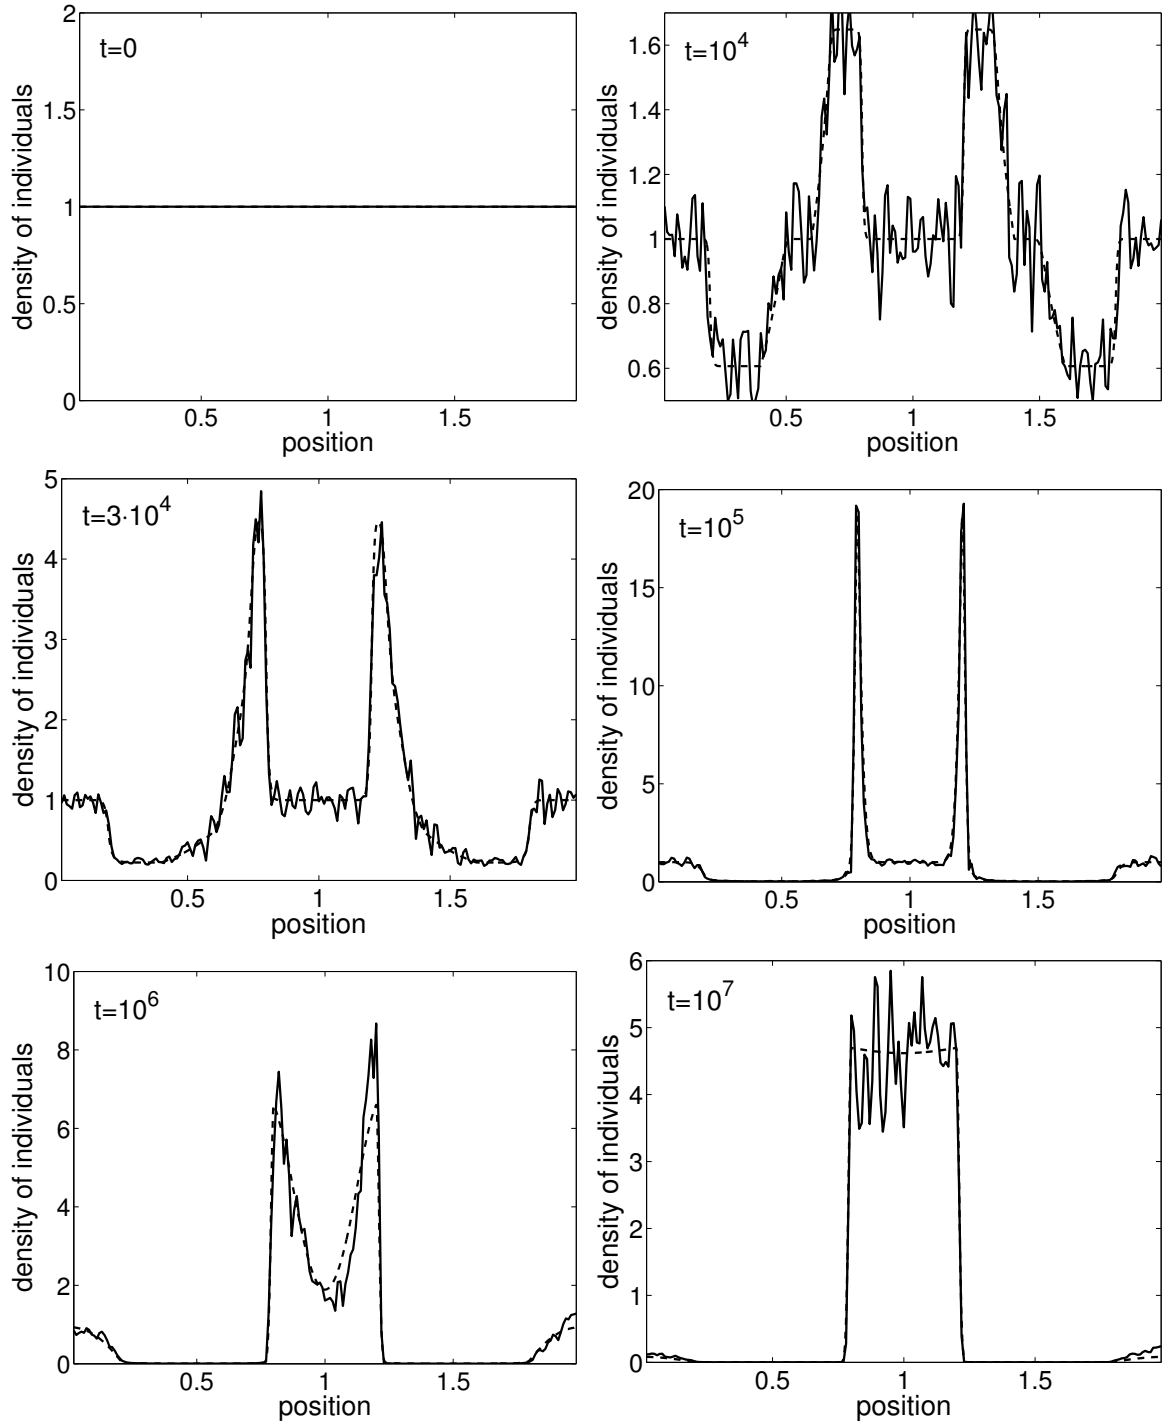 2
1.5
1
0.5
0
t=0
density of individuals
0.5 1 1.5
position
1.6
1.4
1.2
1
0.8
0.6
t=10^4
density of individuals
0.5 1 1.5
position
5
4
3
2
1
0
t=3·10^4
density of individuals
0.5 1 1.5
position
20
15
10
5
0
t=10^5
density of individuals
0.5 1 1.5
position
10
8
6
4
2
0
t=10^6
density of individuals
0.5 1 1.5
position
6
5
4
3
2
1
0
t=10^7
density of individuals
0.5 1 1.5
position